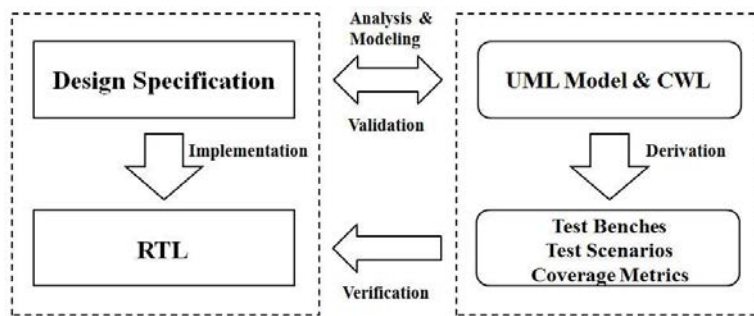 Analysis &
Modeling
Design Specification
UML Model & CWL
Validation
Implementation
Derivation
RTL
Test Benches
Test Scenarios
Coverage Metrics
Verification